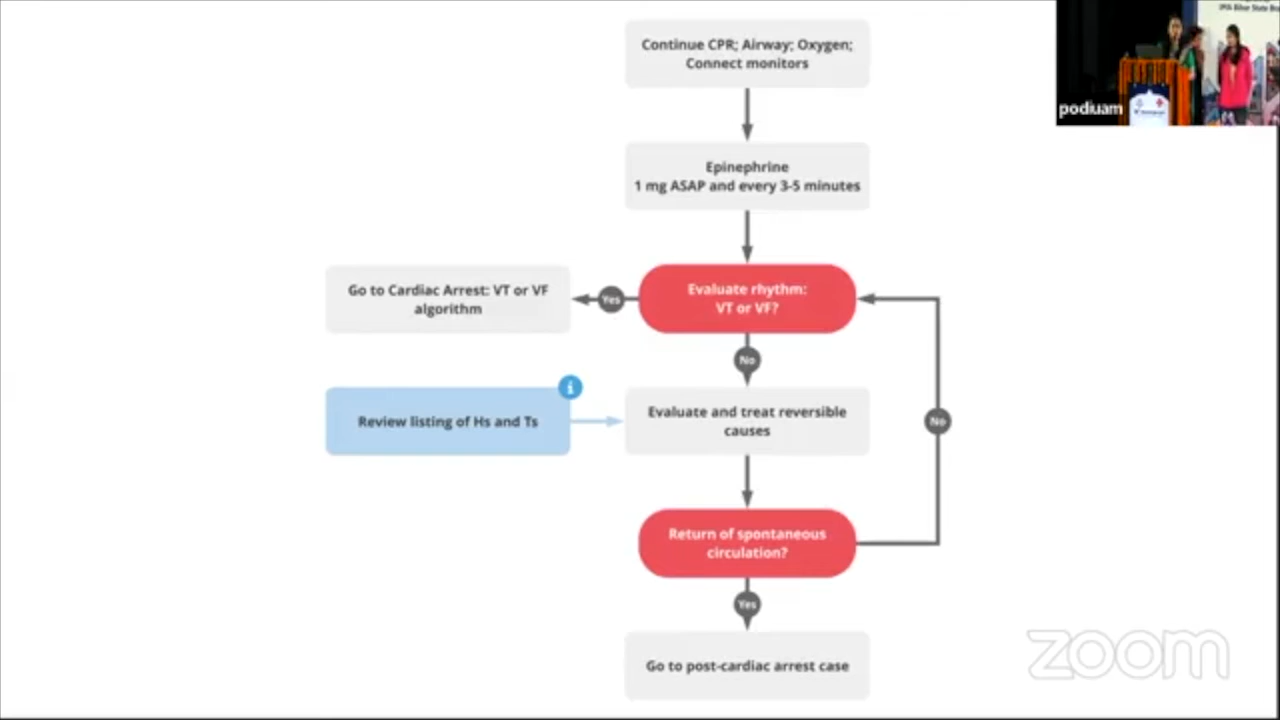 Continue CPR; Airway; Oxygen;
Connect monitors
Epinephrine
1 mg ASAP and every 3-5 minutes
Go to Cardiac Arrest: VT or VF
algorithm
Yes
Evaluate rhythm:
VT or VF?
No
Review listing of Hs and Ts
i
Evaluate and treat reversible
causes
No
Return of spontaneous
circulation?
Yes
Go to post-cardiac arrest case
podiuam
zoom